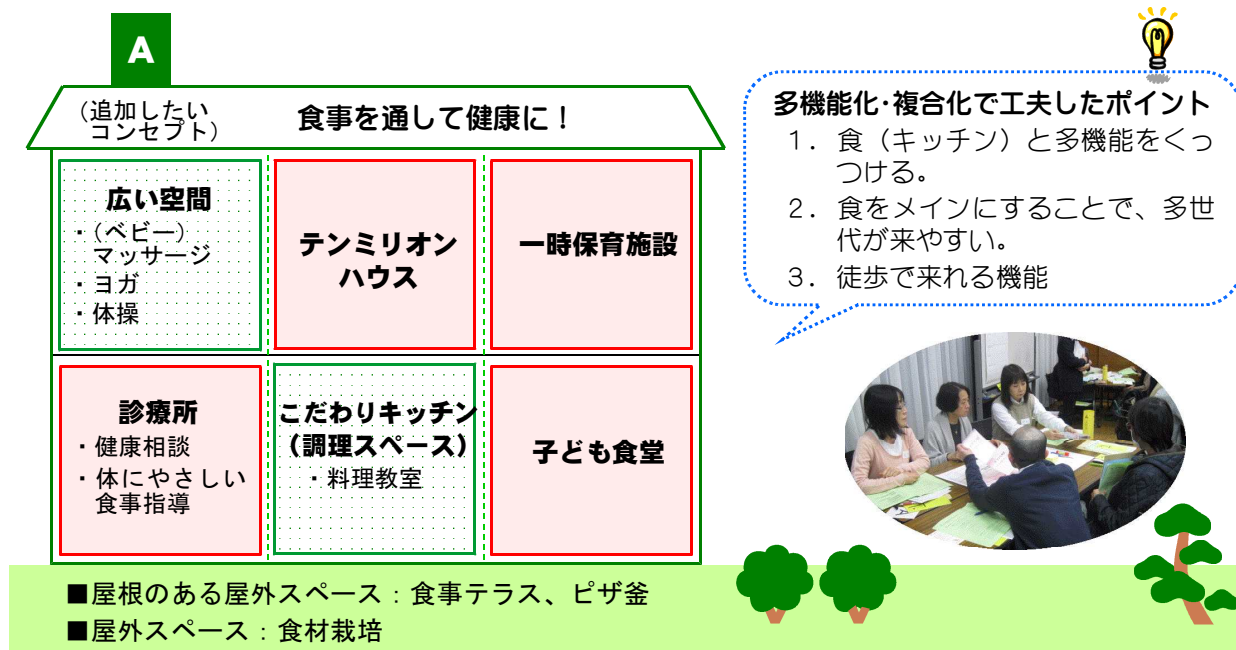 A
(追加したい
コンセプト)
食事を通して健康に！
広い空間
・(ベビー)
マッサージ
・ヨガ
・体操
テンミリオン
ハウス
一時保育施設
診療所
・健康相談
・体にやさしい
食事指導
こだわりキッチン
(調理スペース)
・料理教室
子ども食堂
■屋根のある屋外スペース：食事テラス、ピザ釜
■屋外スペース：食材栽培
多機能化･複合化で工夫したポイント
1．食（キッチン）と多機能をくっ
つける。
2．食をメインにすることで、多世
代が来やすい。
3．徒歩で来れる機能